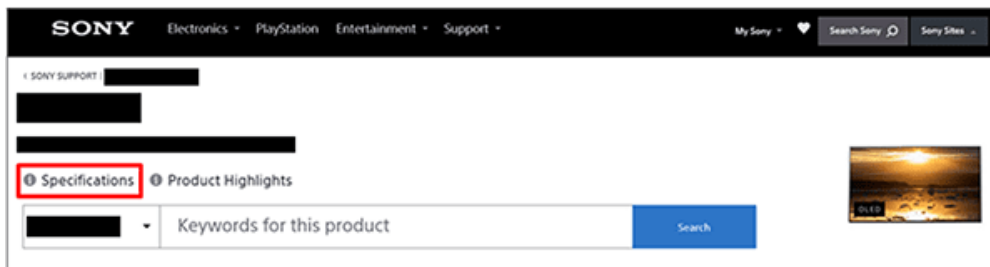 SONY Electronics PlayStation Entertainment Support My Sony Search Sony Sony Sites
< SONY SUPPORT |
Specifications Product Highlights
Keywords for this product Search
OLED